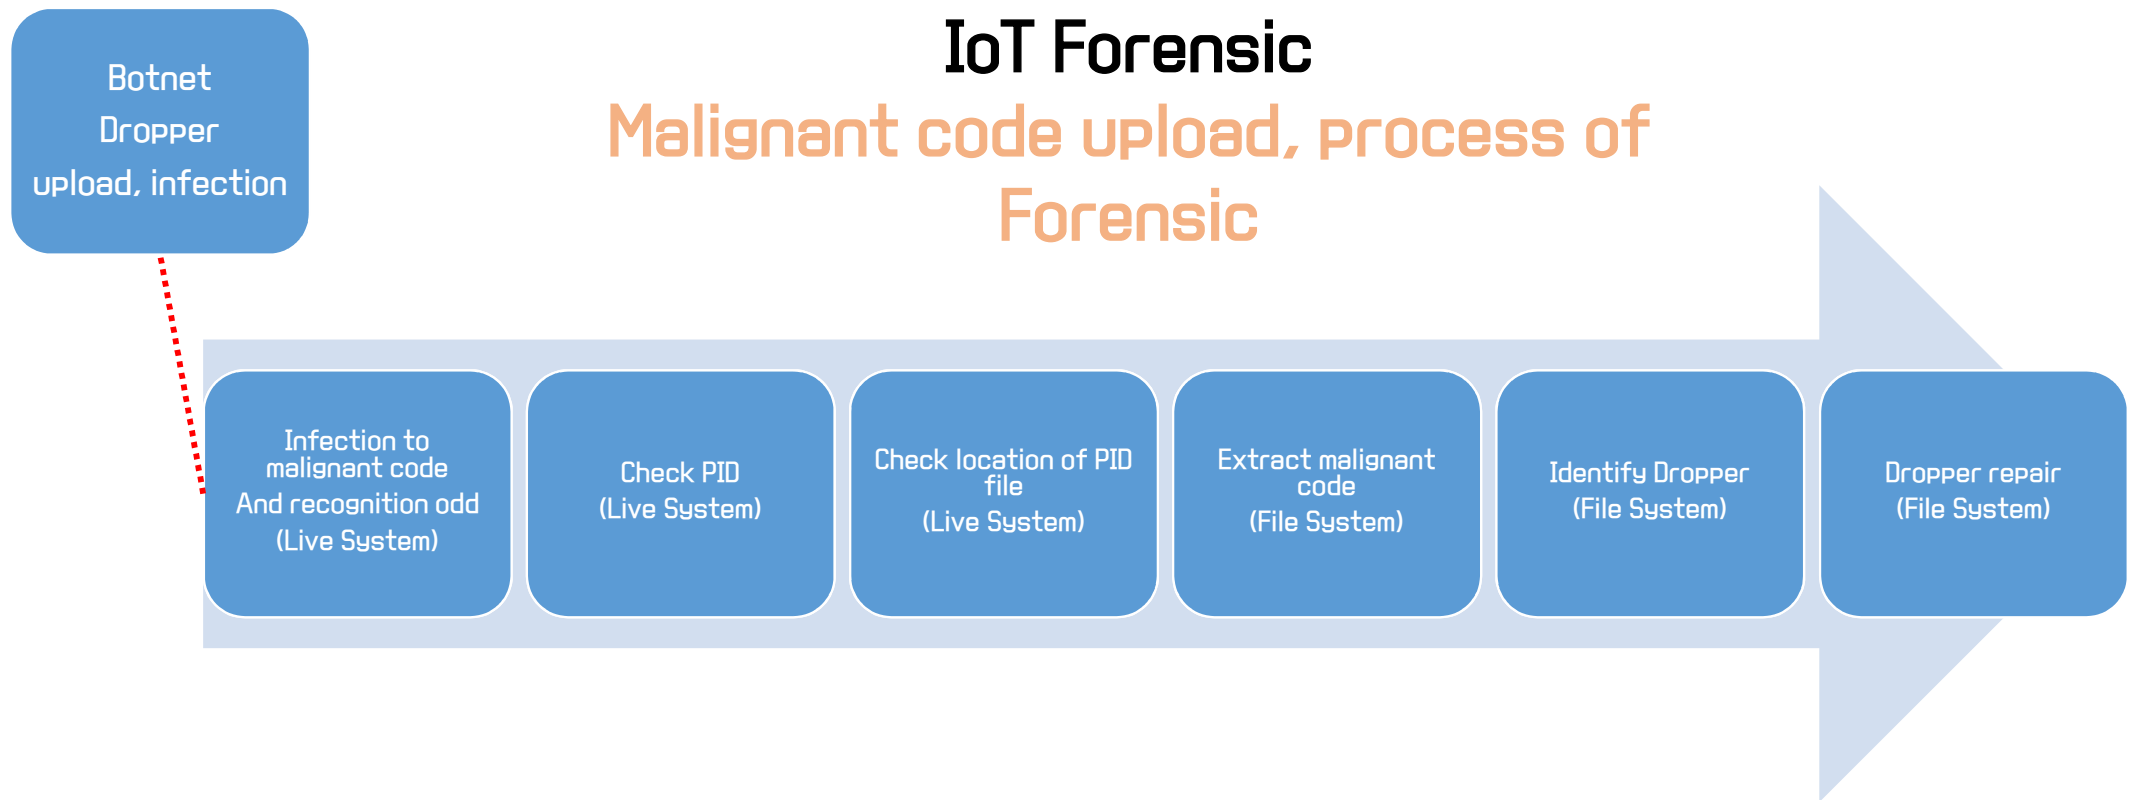 IoT Forensic
Malignant code upload, process of
Forensic
Botnet
Dropper
upload, infection
Infection to
malignant code
And recognition odd
(Live System)
Check PID
(Live System)
Check location of PID
file
(Live System)
Extract malignant
code
(File System)
Identify Dropper
(File System)
Dropper repair
(File System)